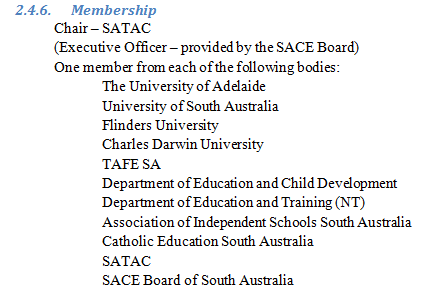 2.4.6. Membership
Chair – SATAC
(Executive Officer – provided by the SACE Board)
One member from each of the following bodies:
The University of Adelaide
University of South Australia
Flinders University
Charles Darwin University
TAFE SA
Department of Education and Child Development
Department of Education and Training (NT)
Association of Independent Schools South Australia
Catholic Education South Australia
SATAC
SACE Board of South Australia